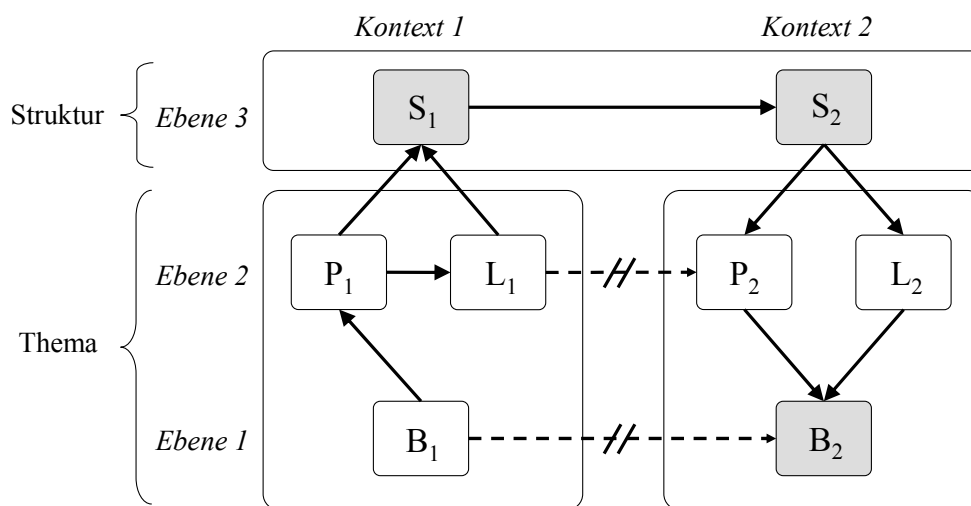 Kontext 1
Kontext 2
Struktur
Ebene 3
S₁
S₂
Ebene 2
P₁
L₁
P₂
L₂
Thema
Ebene 1
B₁
B₂